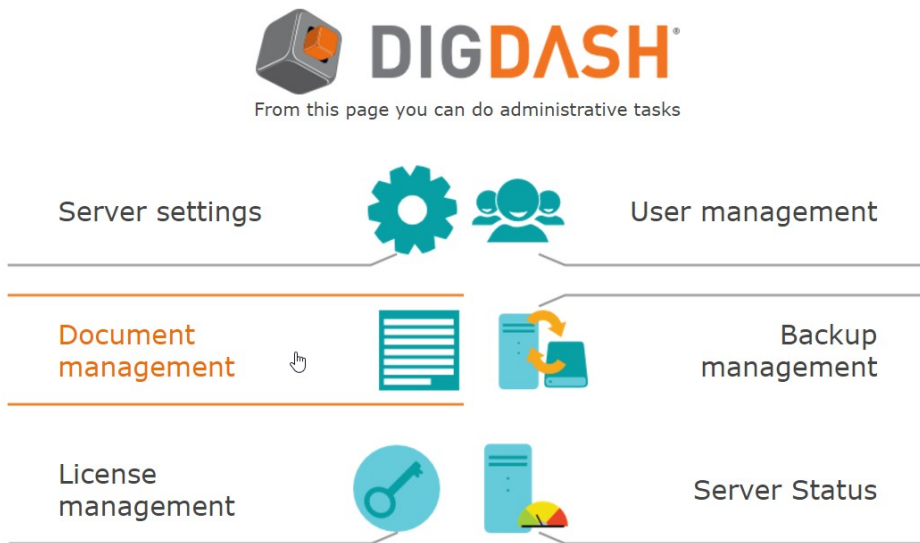 DIGDASH®
From this page you can do administrative tasks
Server settings
User management
Document
management
Backup
management
License
management
Server Status